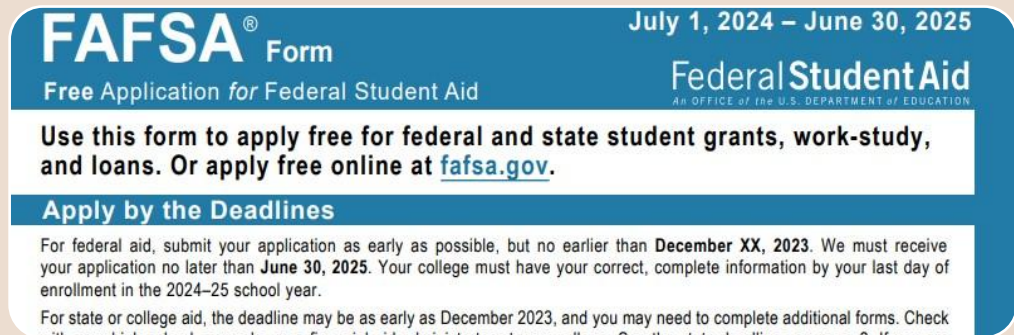 FAFSA® Form
July 1, 2024 – June 30, 2025
Free Application for Federal Student Aid
Federal Student Aid
An OFFICE of the U.S. DEPARTMENT of EDUCATION
Use this form to apply free for federal and state student grants, work-study,
and loans. Or apply free online at fafsa.gov.
Apply by the Deadlines
For federal aid, submit your application as early as possible, but no earlier than December XX, 2023. We must receive
your application no later than June 30, 2025. Your college must have your correct, complete information by your last day of
enrollment in the 2024–25 school year.
For state or college aid, the deadline may be as early as December 2023, and you may need to complete additional forms. Check